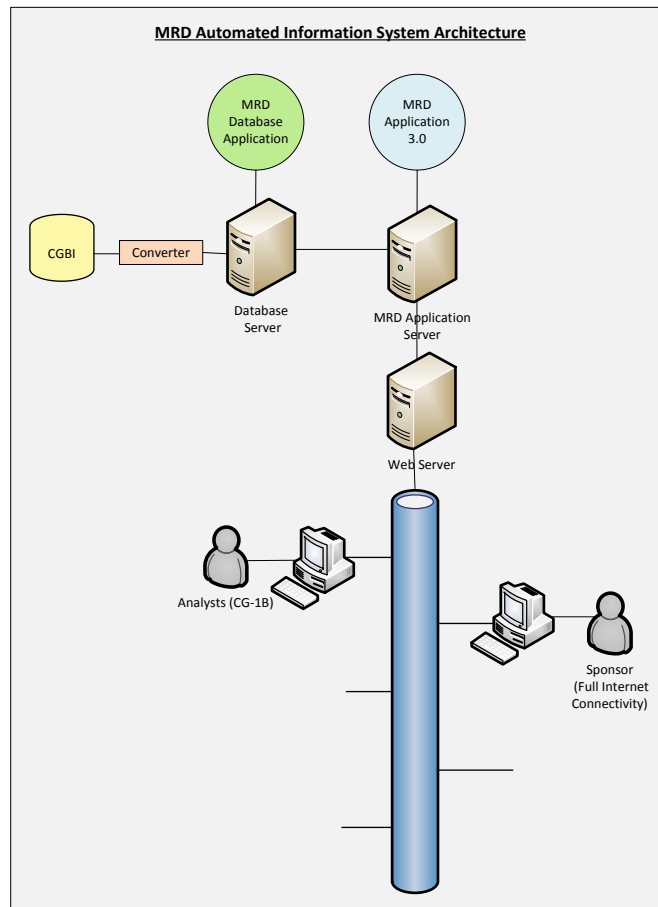 MRD Automated Information System Architecture
MRD
Database
Application
MRD
Application
3.0
CGBI
Converter
Database
Server
MRD Application
Server
Web Server
Analysts (CG-1B)
Sponsor
(Full Internet
Connectivity)